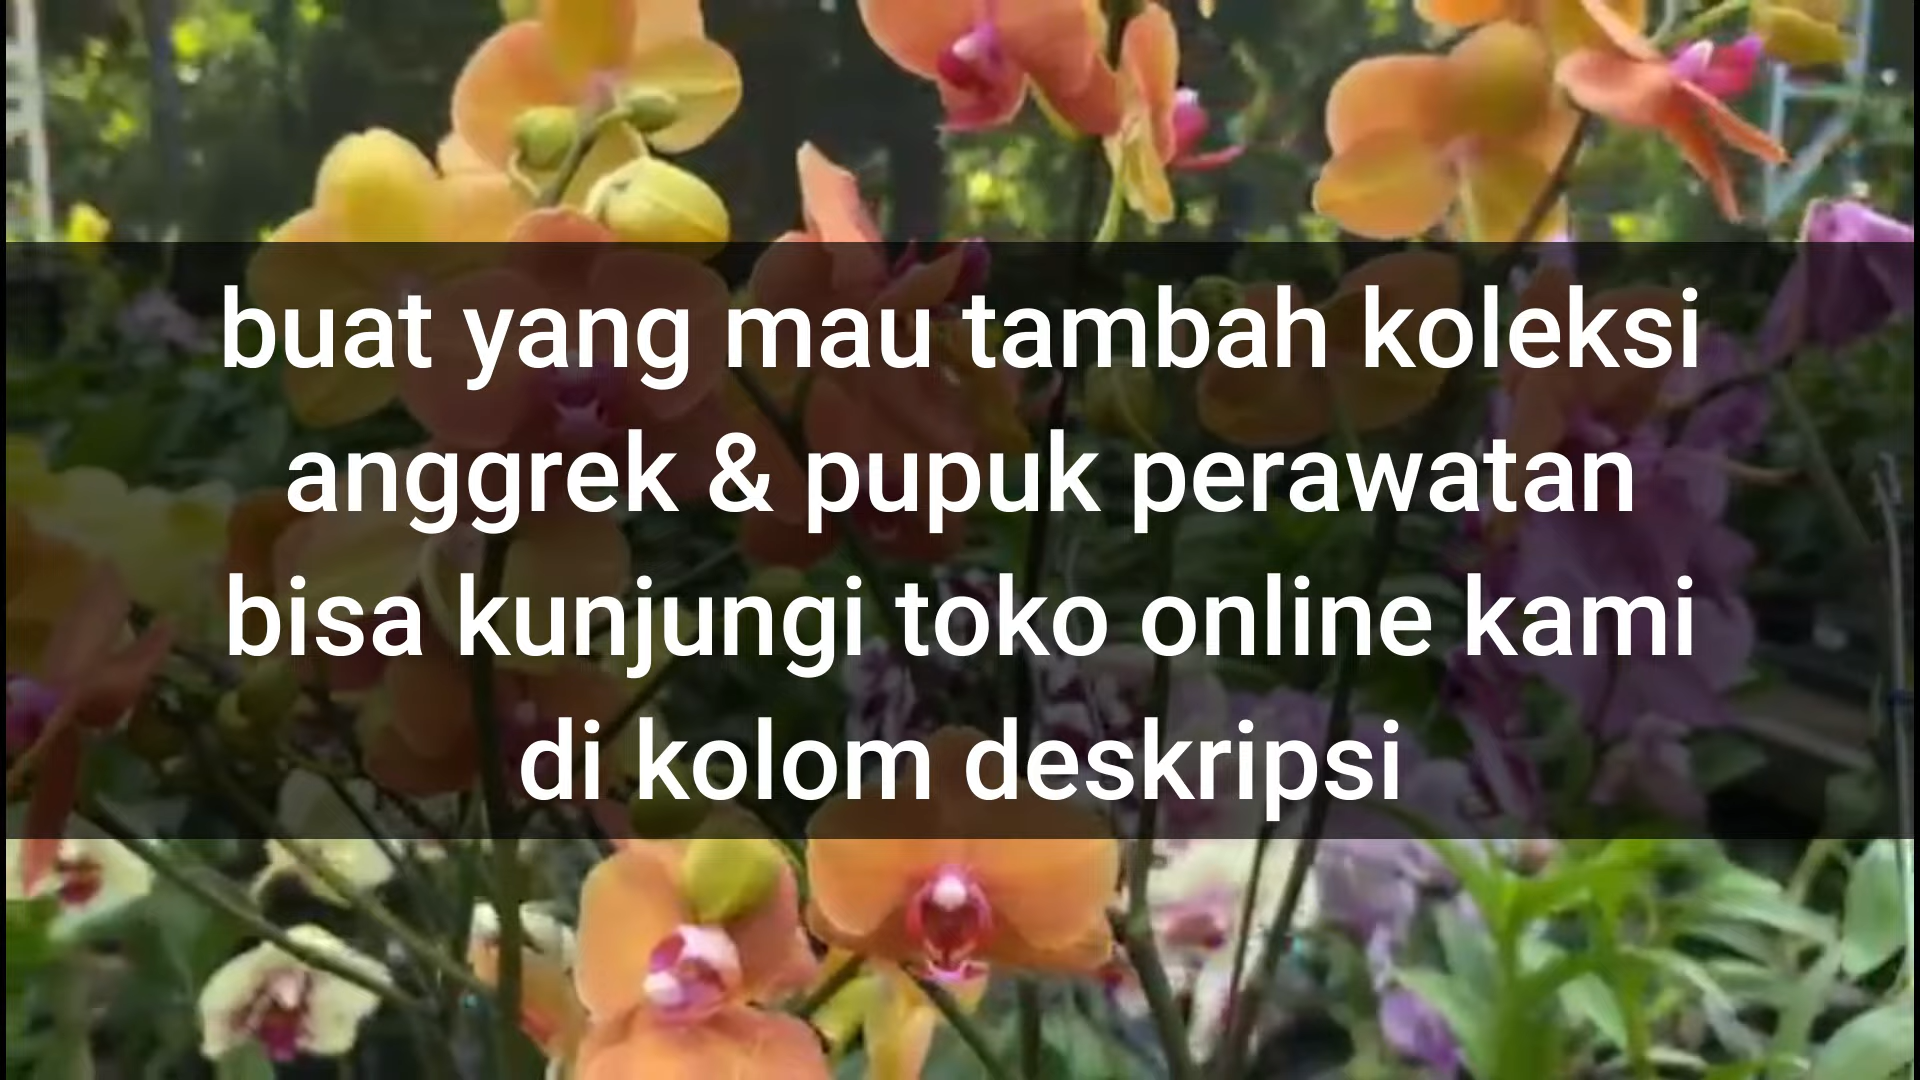 buat yang mau tambah koleksi
anggrek & pupuk perawatan
bisa kunjungi toko online kami
di kolom deskripsi